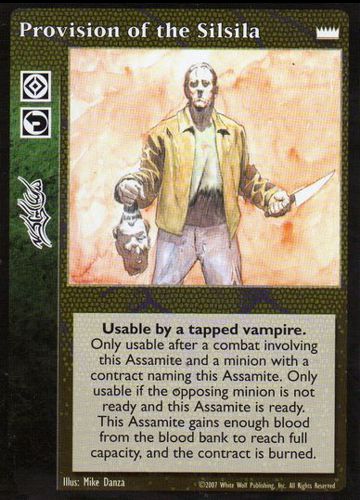 Provision of the Silsila
Usable by a tapped vampire.
Only usable after a combat involving
this Assamite and a minion with a
contract naming this Assamite. Only
usable if the opposing minion is not
ready and this Assamite is ready.
This Assamite gains enough blood
from the blood bank to reach full
capacity, and the contract is burned.
Illus: Mike Danza
©2007 White Wolf Publishing, Inc. All Rights Reserved